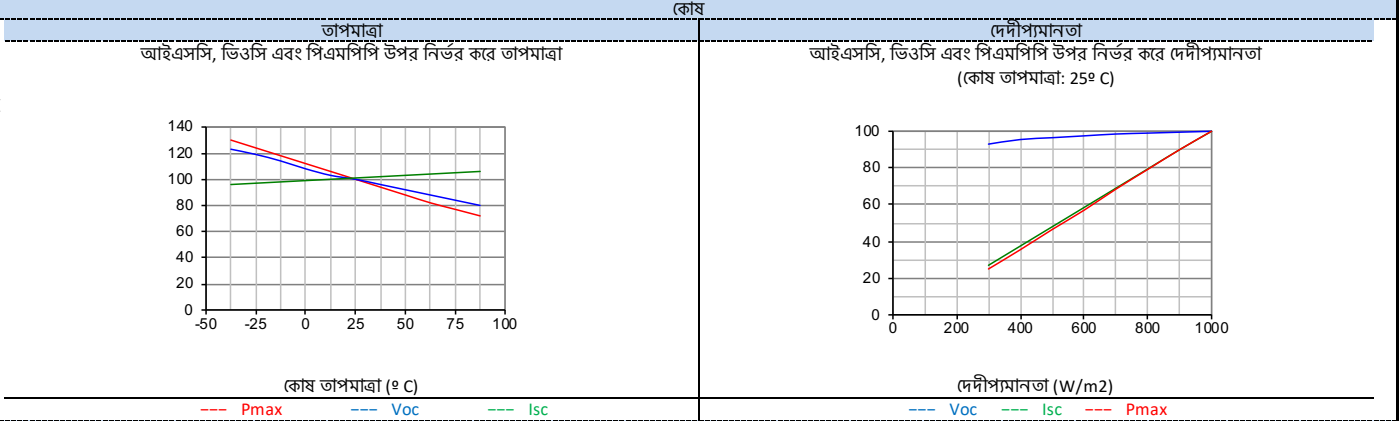 কোষ
তাপমাত্রা
আইএসসি, ভিওসি এবং পিএমপিপি উপর নির্ভর করে তাপমাত্রা
140
120
100
80
60
40
20
0
-50 -25 0 25 50 75 100
কোষ তাপমাত্রা (º C)
--- Pmax --- Voc --- Isc
দেদীপ্যমানতা
আইএসসি, ভিওসি এবং পিএমপিপি উপর নির্ভর করে দেদীপ্যমানতা
(কোষ তাপমাত্রা: 25º C)
100
80
60
40
20
0
0 200 400 600 800 1000
দেদীপ্যমানতা (W/m2)
--- Voc --- Isc --- Pmax